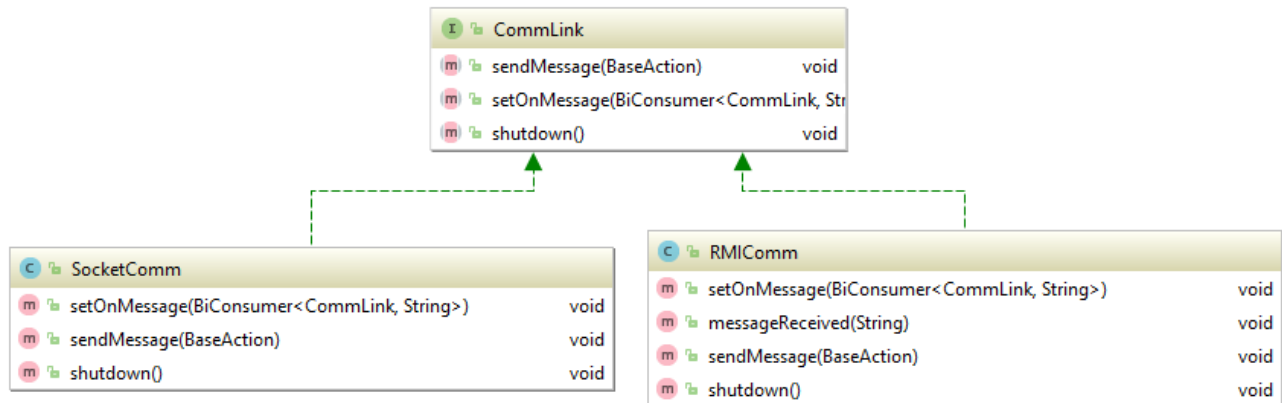 I CommLink
m sendMessage(BaseAction) void
m setOnMessage(BiConsumer<CommLink, Str
m shutdown() void
C SocketComm
m setOnMessage(BiConsumer<CommLink, String>) void
m sendMessage(BaseAction) void
m shutdown() void
C RMIComm
m setOnMessage(BiConsumer<CommLink, String>) void
m messageReceived(String) void
m sendMessage(BaseAction) void
m shutdown() void